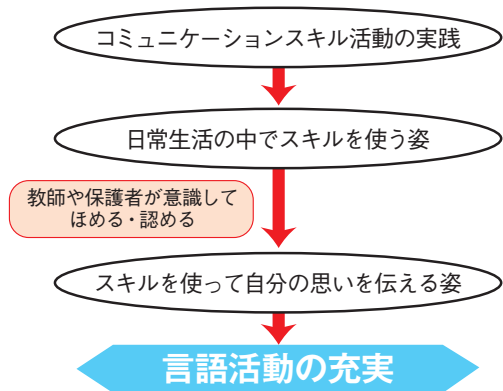 コミュニケーションスキル活動の実践
日常生活の中でスキルを使う姿
教師や保護者が意識して
ほめる・認める
スキルを使って自分の思いを伝える姿
言語活動の充実